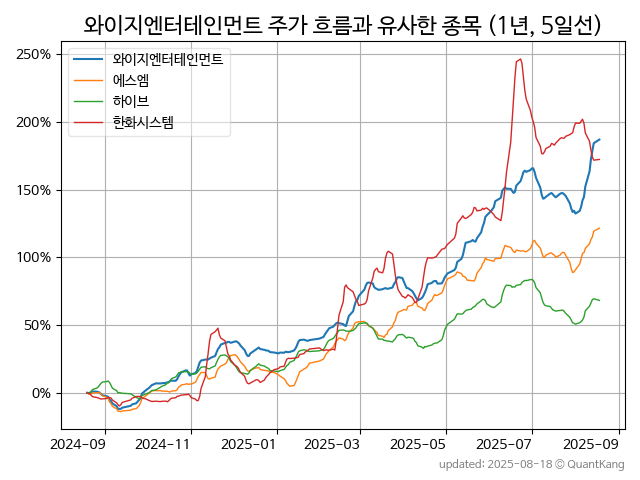 와이지엔터테인먼트 주가 흐름과 유사한 종목 (1년, 5일선)
250%
200%
150%
100%
50%
0%
와이지엔터테인먼트
에스엠
하이브
한화시스템
2024-09
2024-11
2025-01
2025-03
2025-05
2025-07
2025-09
updated: 2025-08-18 © QuantKang